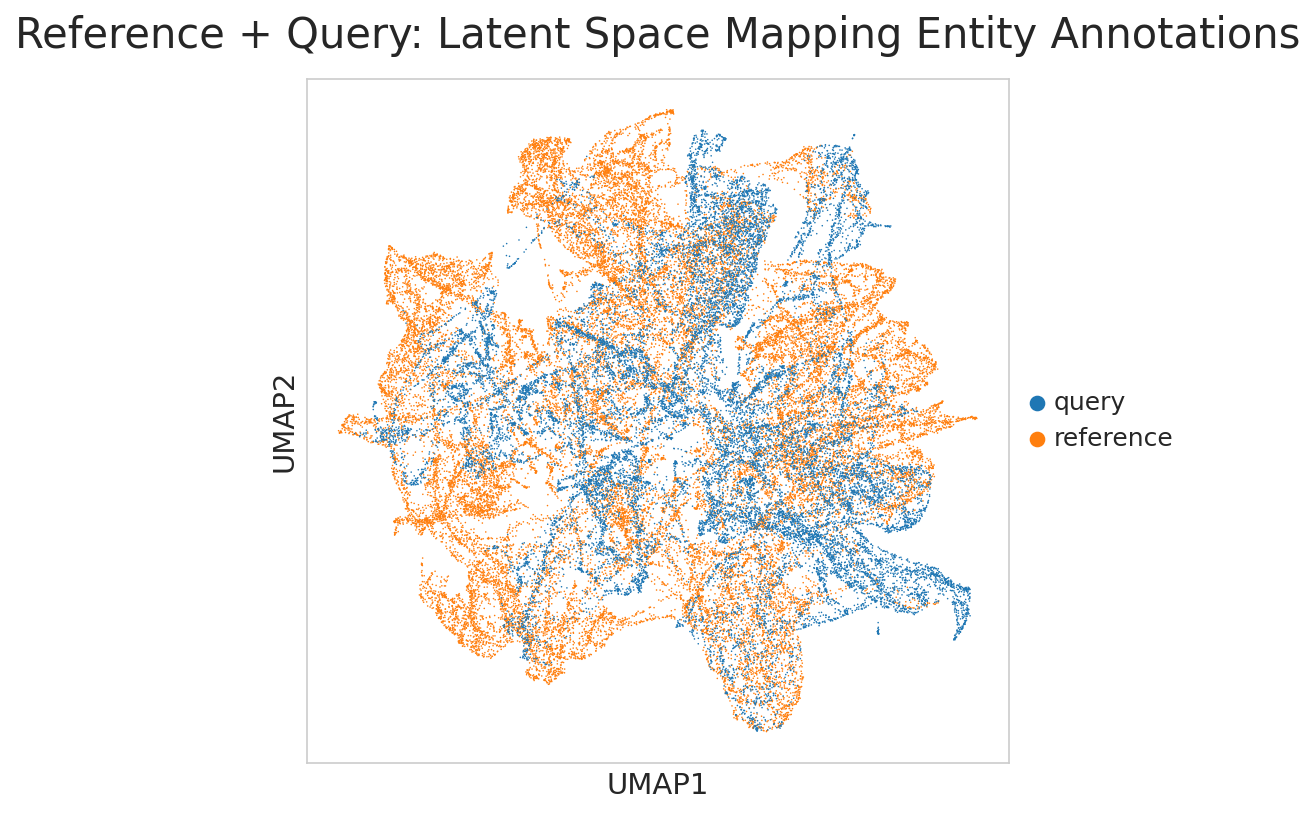 Reference + Query: Latent Space Mapping Entity Annotations
UMAP2
query
reference
UMAP1